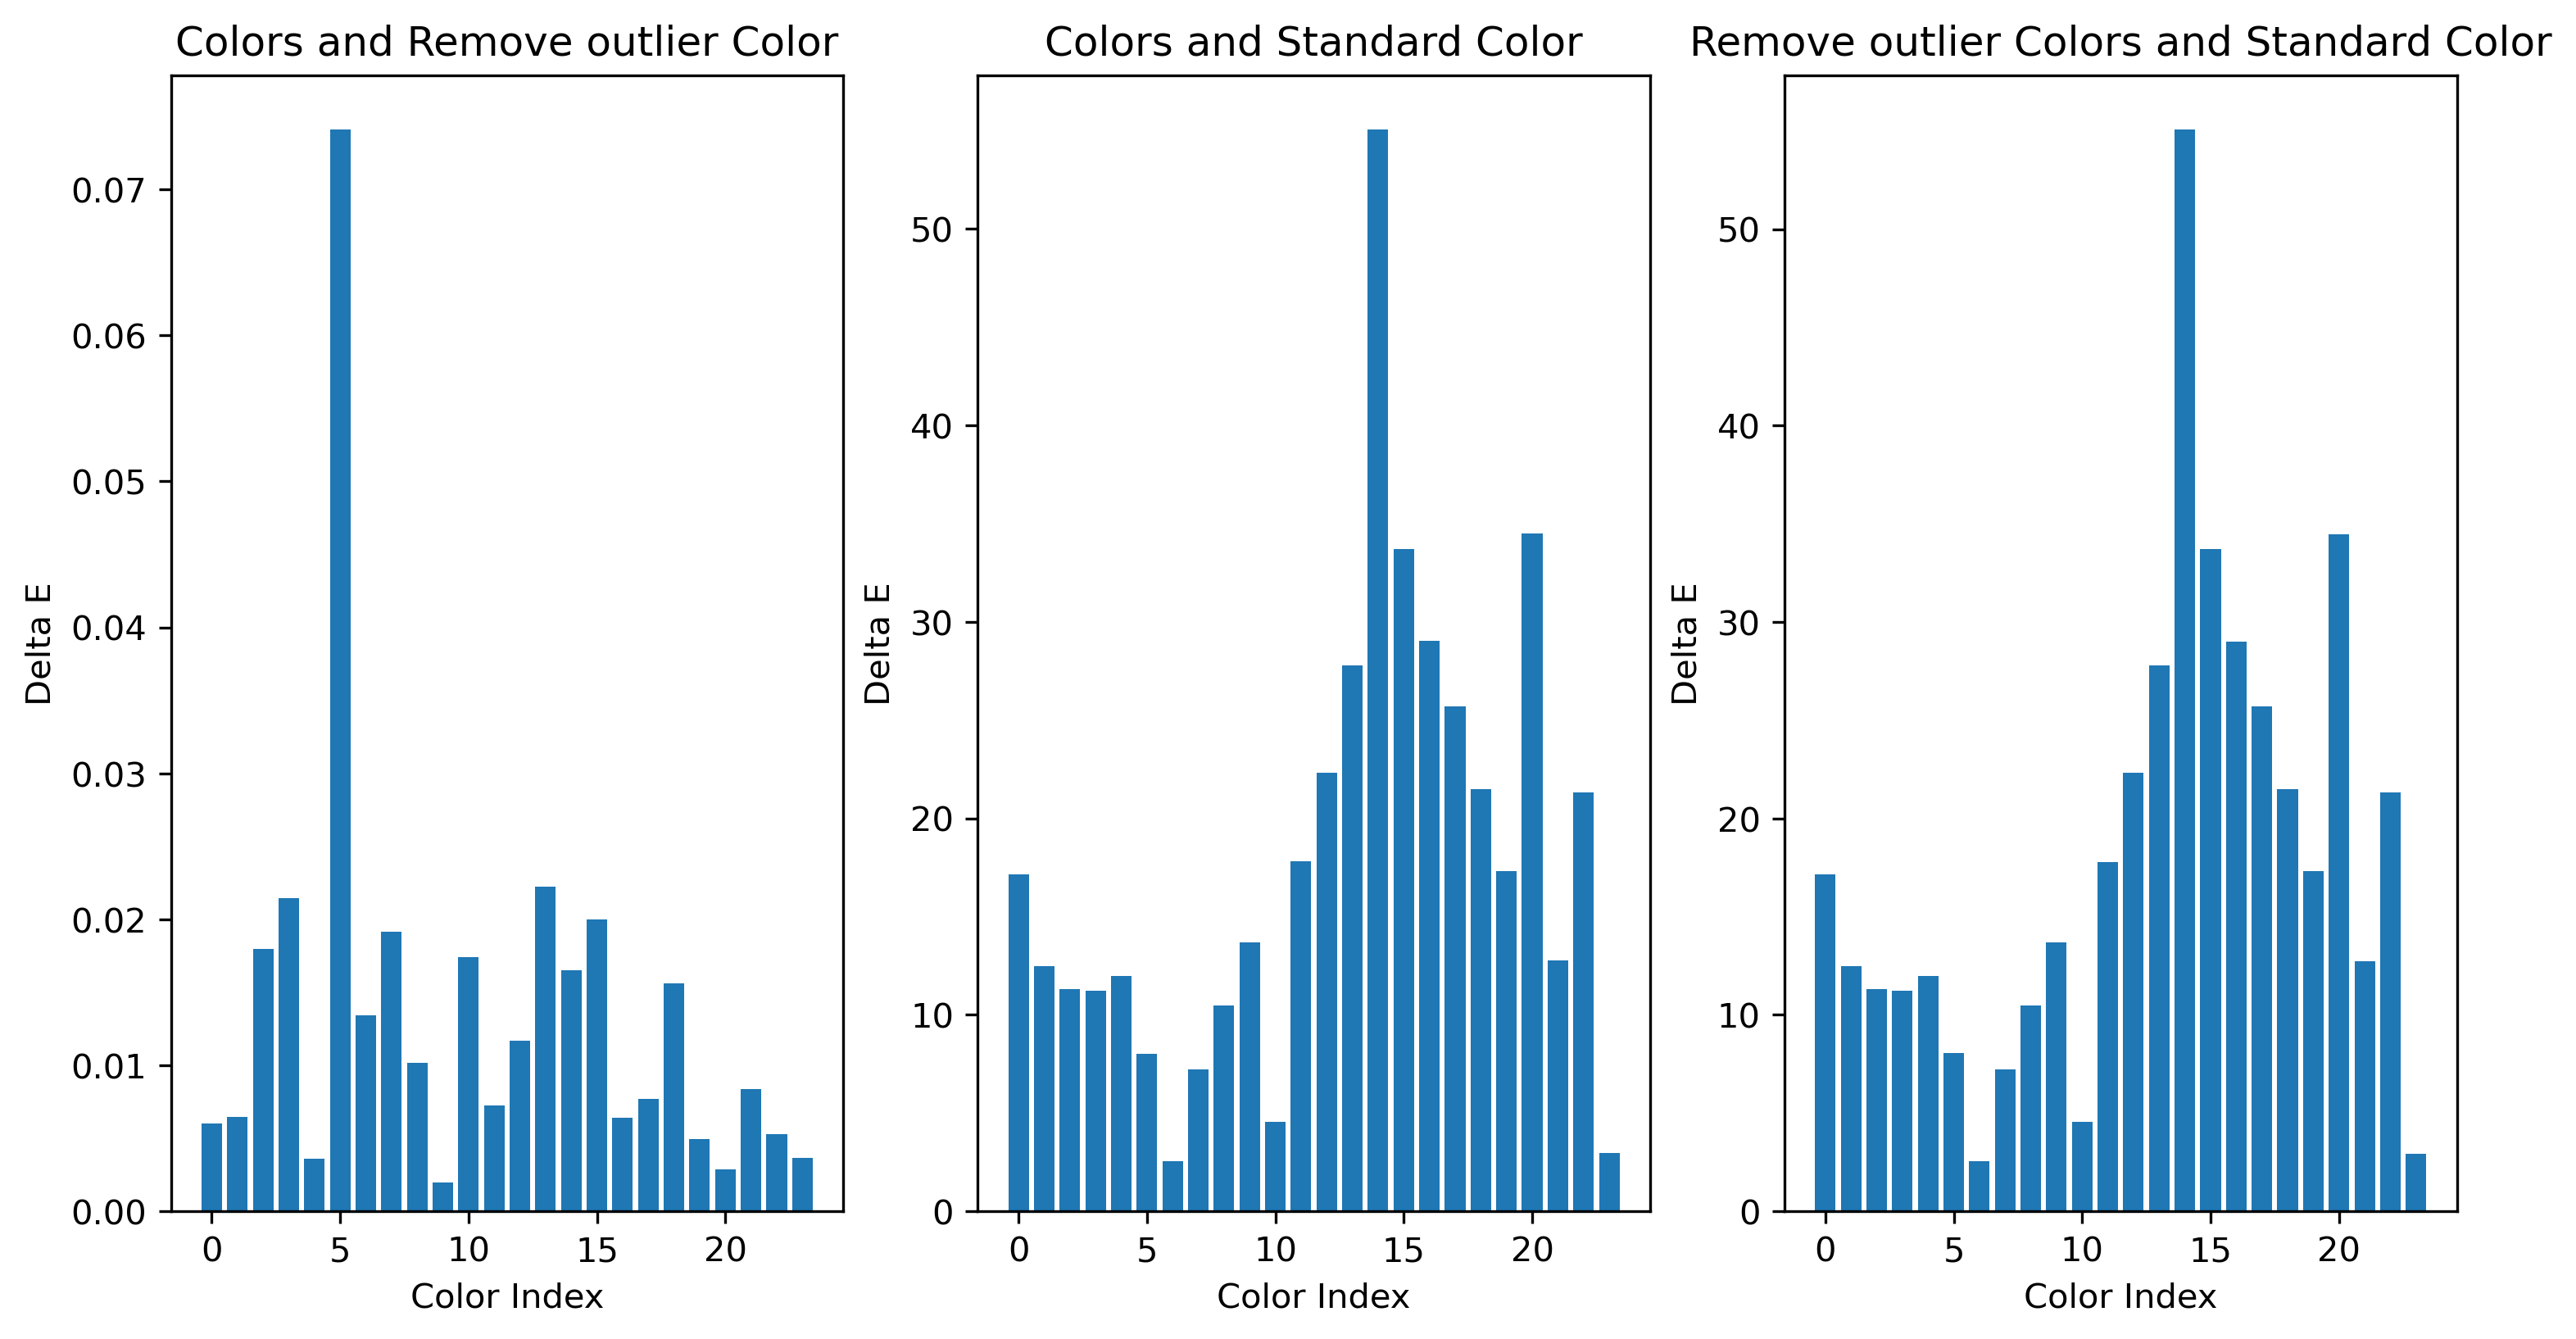 Colors and Remove outlier Color
Delta E
0.07
0.06
0.05
0.04
0.03
0.02
0.01
0.00
0 5 10 15 20
Color Index
Colors and Standard Color
Delta E
50
40
30
20
10
0
0 5 10 15 20
Color Index
Remove outlier Colors and Standard Color
Delta E
50
40
30
20
10
0
0 5 10 15 20
Color Index